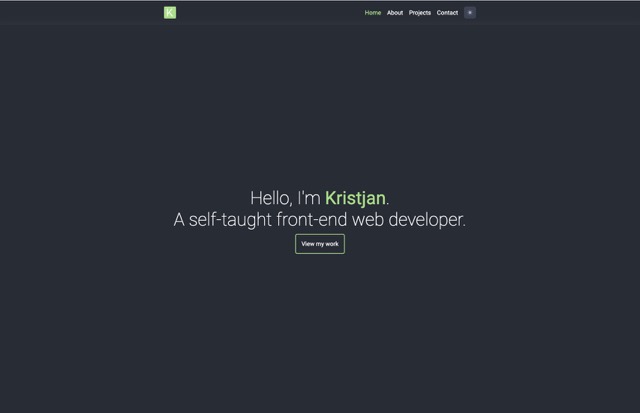 K
Home About Projects Contact
Hello, I'm Kristjan.
A self-taught front-end web developer.
View my work